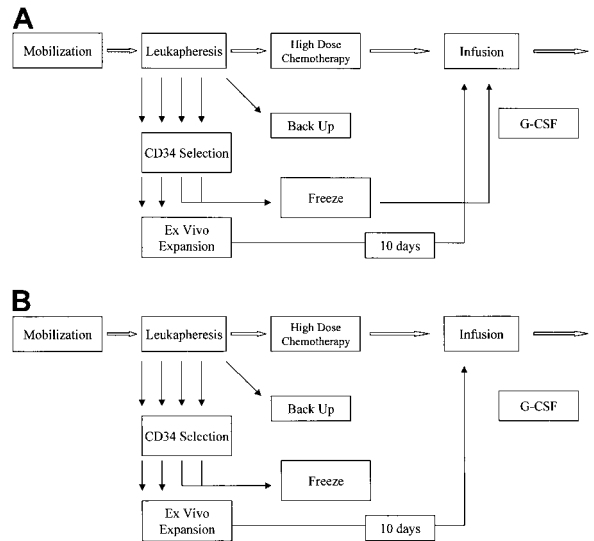 A
Mobilization
Leukapheresis
High Dose
Chemotherapy
Infusion
Back Up
G-CSF
CD34 Selection
Freeze
Ex Vivo
Expansion
10 days
B
Mobilization
Leukapheresis
High Dose
Chemotherapy
Infusion
Back Up
G-CSF
CD34 Selection
Freeze
Ex Vivo
Expansion
10 days